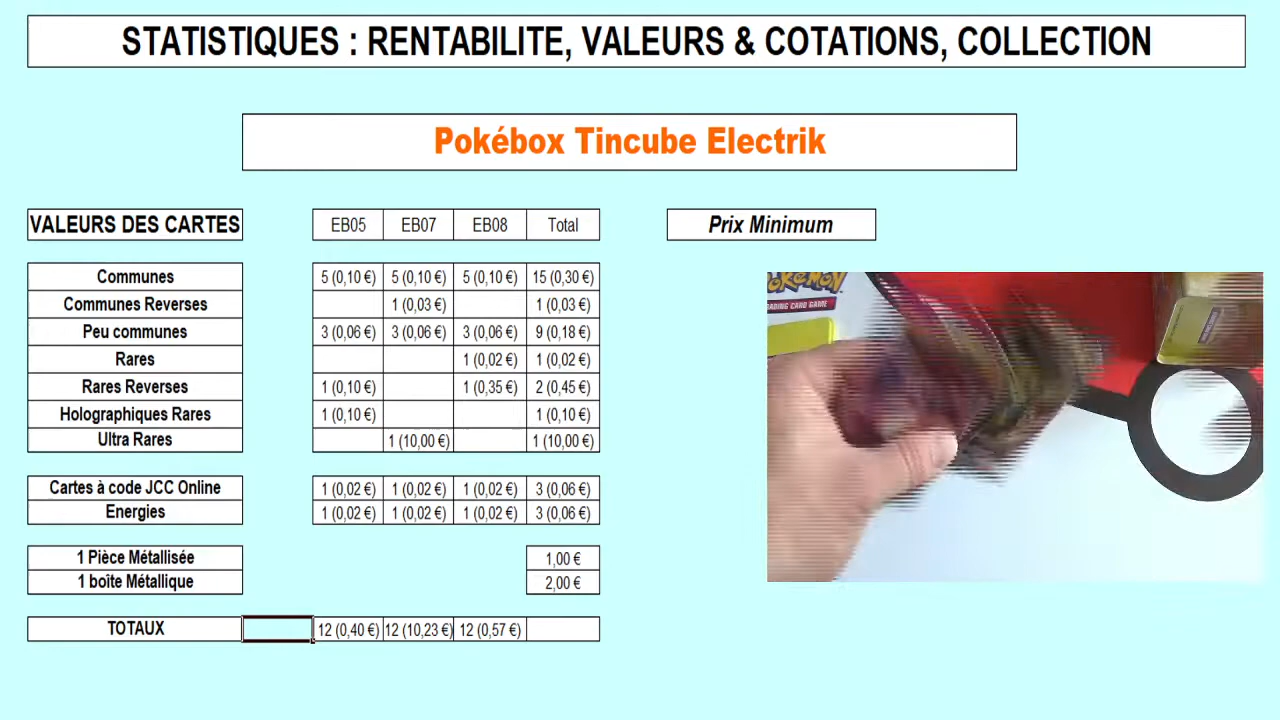 STATISTIQUES : RENTABILITE, VALEURS & COTATIONS, COLLECTION
Pokébox Tincube Electrik
VALEURS DES CARTES EB05 EB07 EB08 Total Prix Minimum
Communes 5 (0,10 €) 5 (0,10 €) 5 (0,10 €) 15 (0,30 €)
Communes Reverses 1 (0,03 €) 1 (0,03 €)
Peu communes 3 (0,06 €) 3 (0,06 €) 3 (0,06 €) 9 (0,18 €)
Rares 1 (0,02 €) 1 (0,02 €)
Rares Reverses 1 (0,10 €) 1 (0,35 €) 2 (0,45 €)
Holographiques Rares 1 (0,10 €) 1 (0,10 €)
Ultra Rares 1 (10,00 €) 1 (10,00 €)
Cartes à code JCC Online 1 (0,02 €) 1 (0,02 €) 1 (0,02 €) 3 (0,06 €)
Energies 1 (0,02 €) 1 (0,02 €) 1 (0,02 €) 3 (0,06 €)
1 Pièce Métallisée 1,00 €
1 boîte Métallique 2,00 €
TOTAUX 12 (0,40 €) 12 (10,23 €) 12 (0,57 €)
POKéMON
TRADING CARD GAME